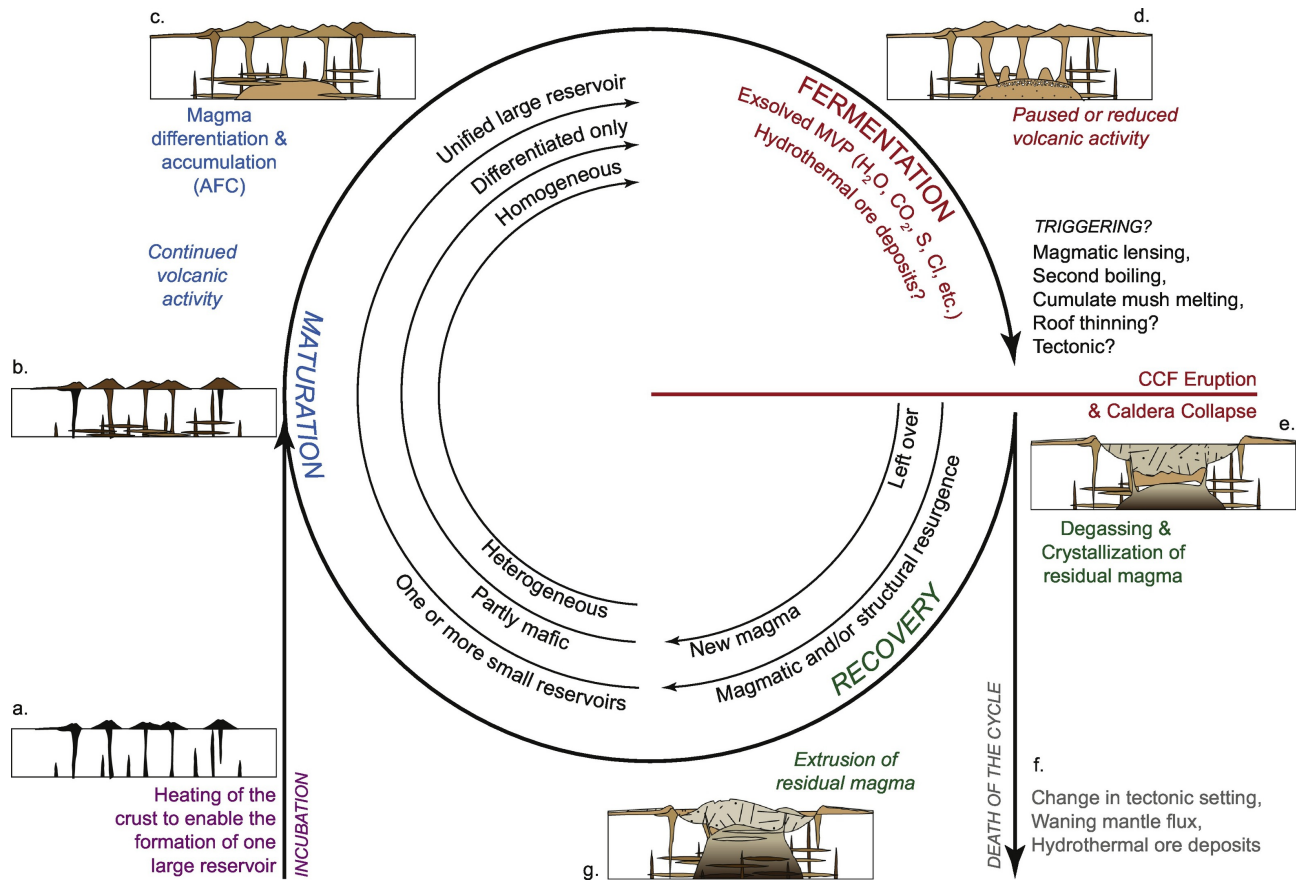 c.
Magma
differentiation &
accumulation
(AFC)
Continued
volcanic
activity
b.
a.
Heating of the
crust to enable the
formation of one
large reservoir
INCUBATION
MATURATION
Unified large reservoir
Differentiated only
Homogeneous
Heterogeneous
Partly mafic
One or more small reservoirs
FERMENTATION
Exsolved MVP (H₂O, CO₂, S, Cl, etc.)
Hydrothermal ore deposits?
d.
Paused or reduced
volcanic activity
TRIGGERING?
Magmatic lensing,
Second boiling,
Cumulate mush melting,
Roof thinning?
Tectonic?
CCF Eruption
& Caldera Collapse
e.
Degassing &
Crystallization of
residual magma
Left over
New magma
Magmatic and/or structural resurgence
RECOVERY
Extrusion of
residual magma
g.
DEATH OF THE CYCLE
f.
Change in tectonic setting,
Waning mantle flux,
Hydrothermal ore deposits